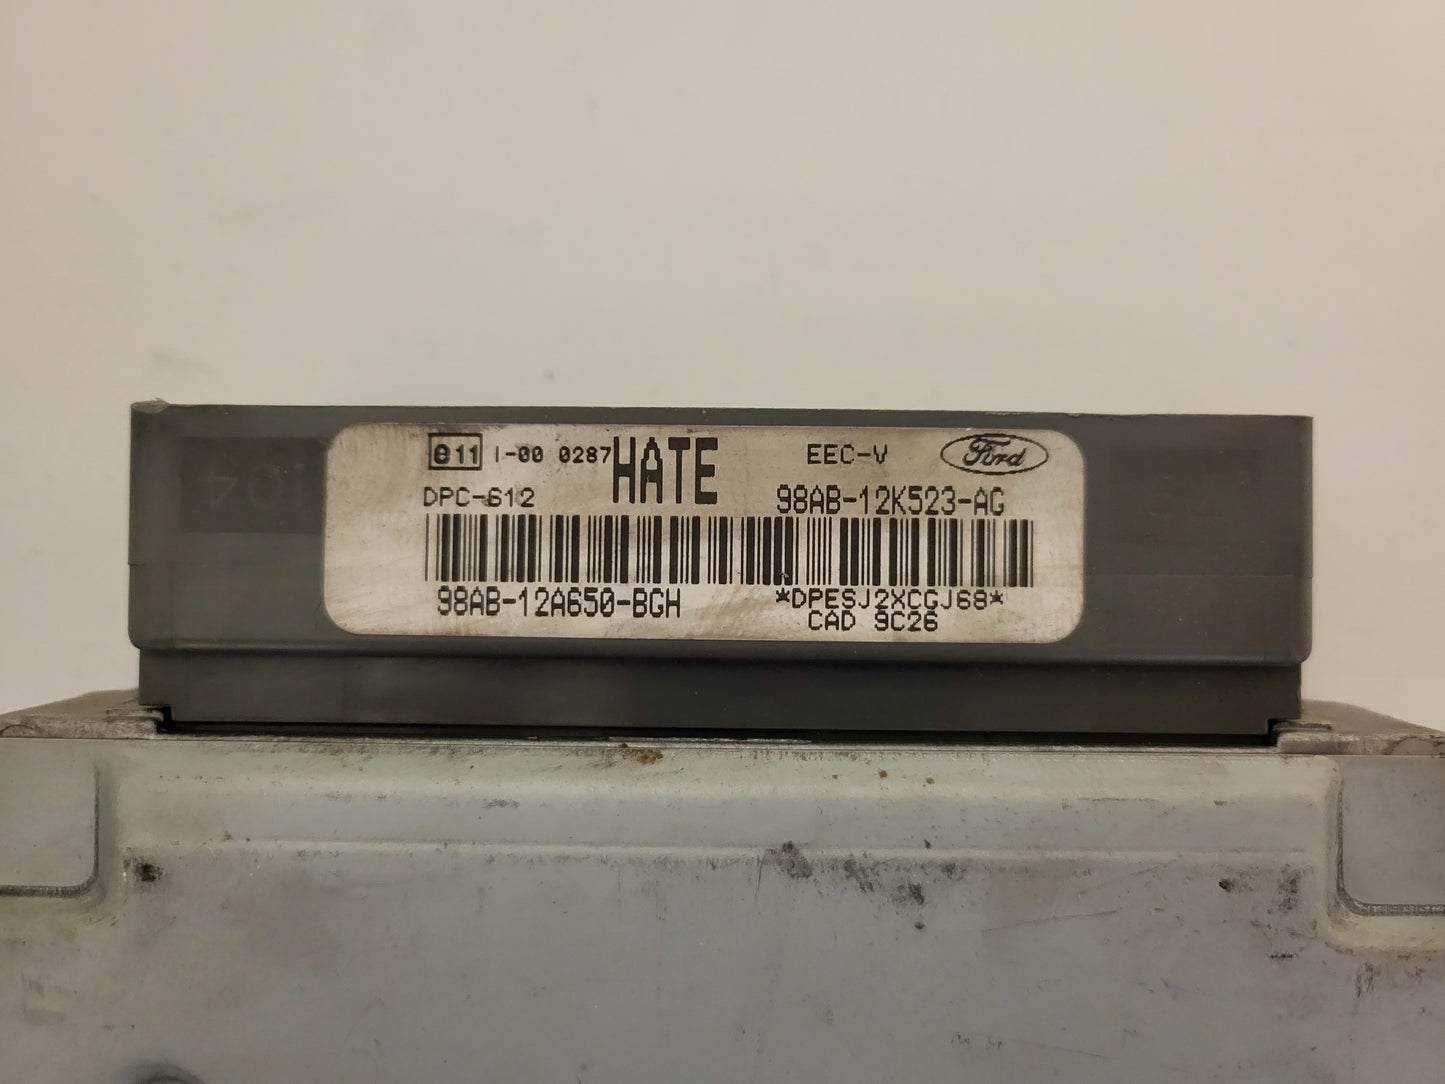 e11 I-00 0287 HATE EEC-V Ford
DPC-612 98AB-12K523-AG
98AB-12A650-BGH *DPESJ2XCGJ68*
CAD 9C26
104